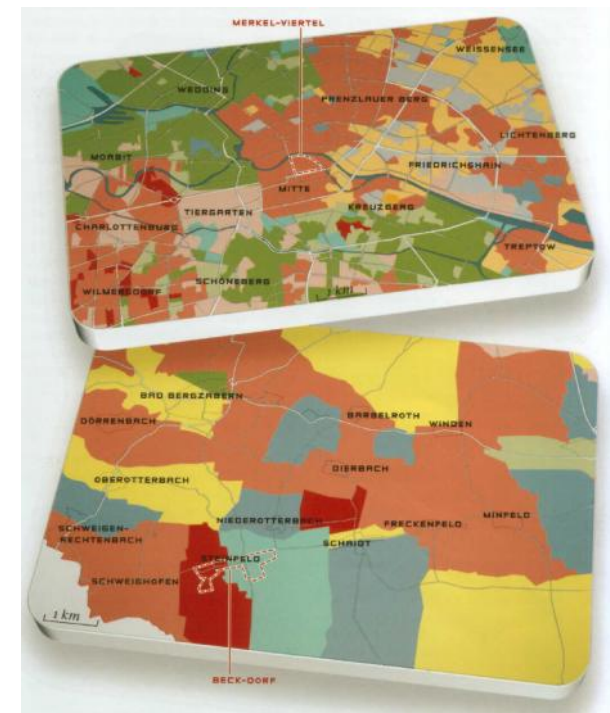 MERKEL-VIERTEL
WEISSENSEE
WEDDING
PRENZLAUER BERG
LICHTENBERG
MOABIT
FRIEDRICHSHAIN
MITTE
TIERGARTEN
KREUZBERG
CHARLOTTENBURG
TREPTOW
SCHÖNEBERG
WILMERSDORF
1 km
BAD BERGZABERN
BARBELROTH
DÖRRENBACH
WINDEN
DIERBACH
OBEROTTERBACH
MINFELD
NIEDEROTTERBACH
FRECKENFELD
SCHWEIGEN-
RECHTENBACH
SCHAIDT
STEINFELD
SCHWEIGHOFEN
1 km
BECK-DORF